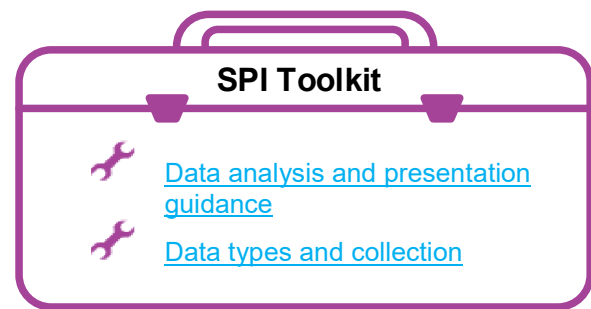 SPI Toolkit
Data analysis and presentation
guidance
Data types and collection